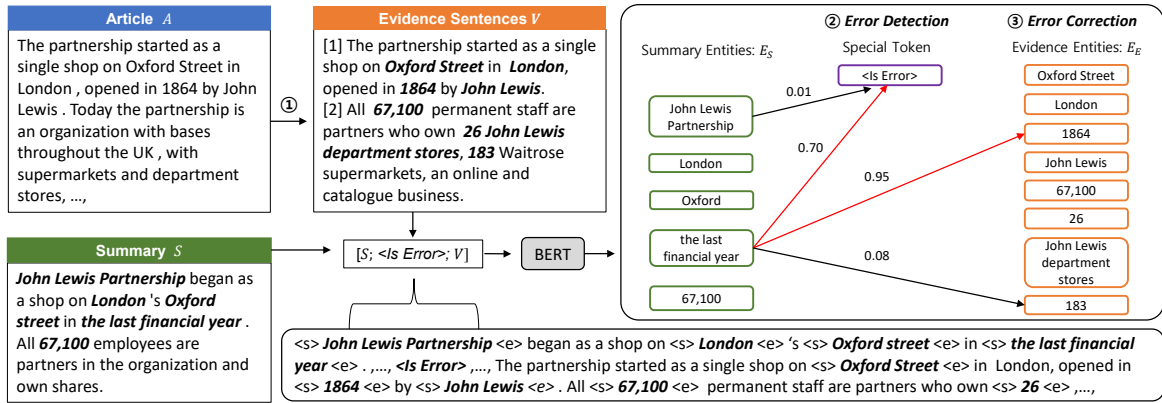 Article A
The partnership started as a
single shop on Oxford Street in
London , opened in 1864 by John
Lewis . Today the partnership is
an organization with bases
throughout the UK , with
supermarkets and department
stores, …,
①
Evidence Sentences V
[1] The partnership started as a single
shop on Oxford Street in London,
opened in 1864 by John Lewis.
[2] All 67,100 permanent staff are
partners who own 26 John Lewis
department stores, 183 Waitrose
supermarkets, an online and
catalogue business.
Summary S
John Lewis Partnership began as
a shop on London 's Oxford
street in the last financial year .
All 67,100 employees are
partners in the organization and
own shares.
[S; <Is Error>; V]
BERT
② Error Detection
③ Error Correction
Summary Entities: E_S
Special Token
Evidence Entities: E_E
<Is Error>
John Lewis
Partnership
London
Oxford
the last
financial year
67,100
0.01
0.70
0.95
0.08
Oxford Street
London
1864
John Lewis
67,100
26
John Lewis
department
stores
183
<s> John Lewis Partnership <e> began as a shop on <s> London <e> 's <s> Oxford street <e> in <s> the last financial
year <e> . ,…, <Is Error> ,…, The partnership started as a single shop on <s> Oxford Street <e> in London, opened in
<s> 1864 <e> by <s> John Lewis <e> . All <s> 67,100 <e> permanent staff are partners who own <s> 26 <e> ,…,